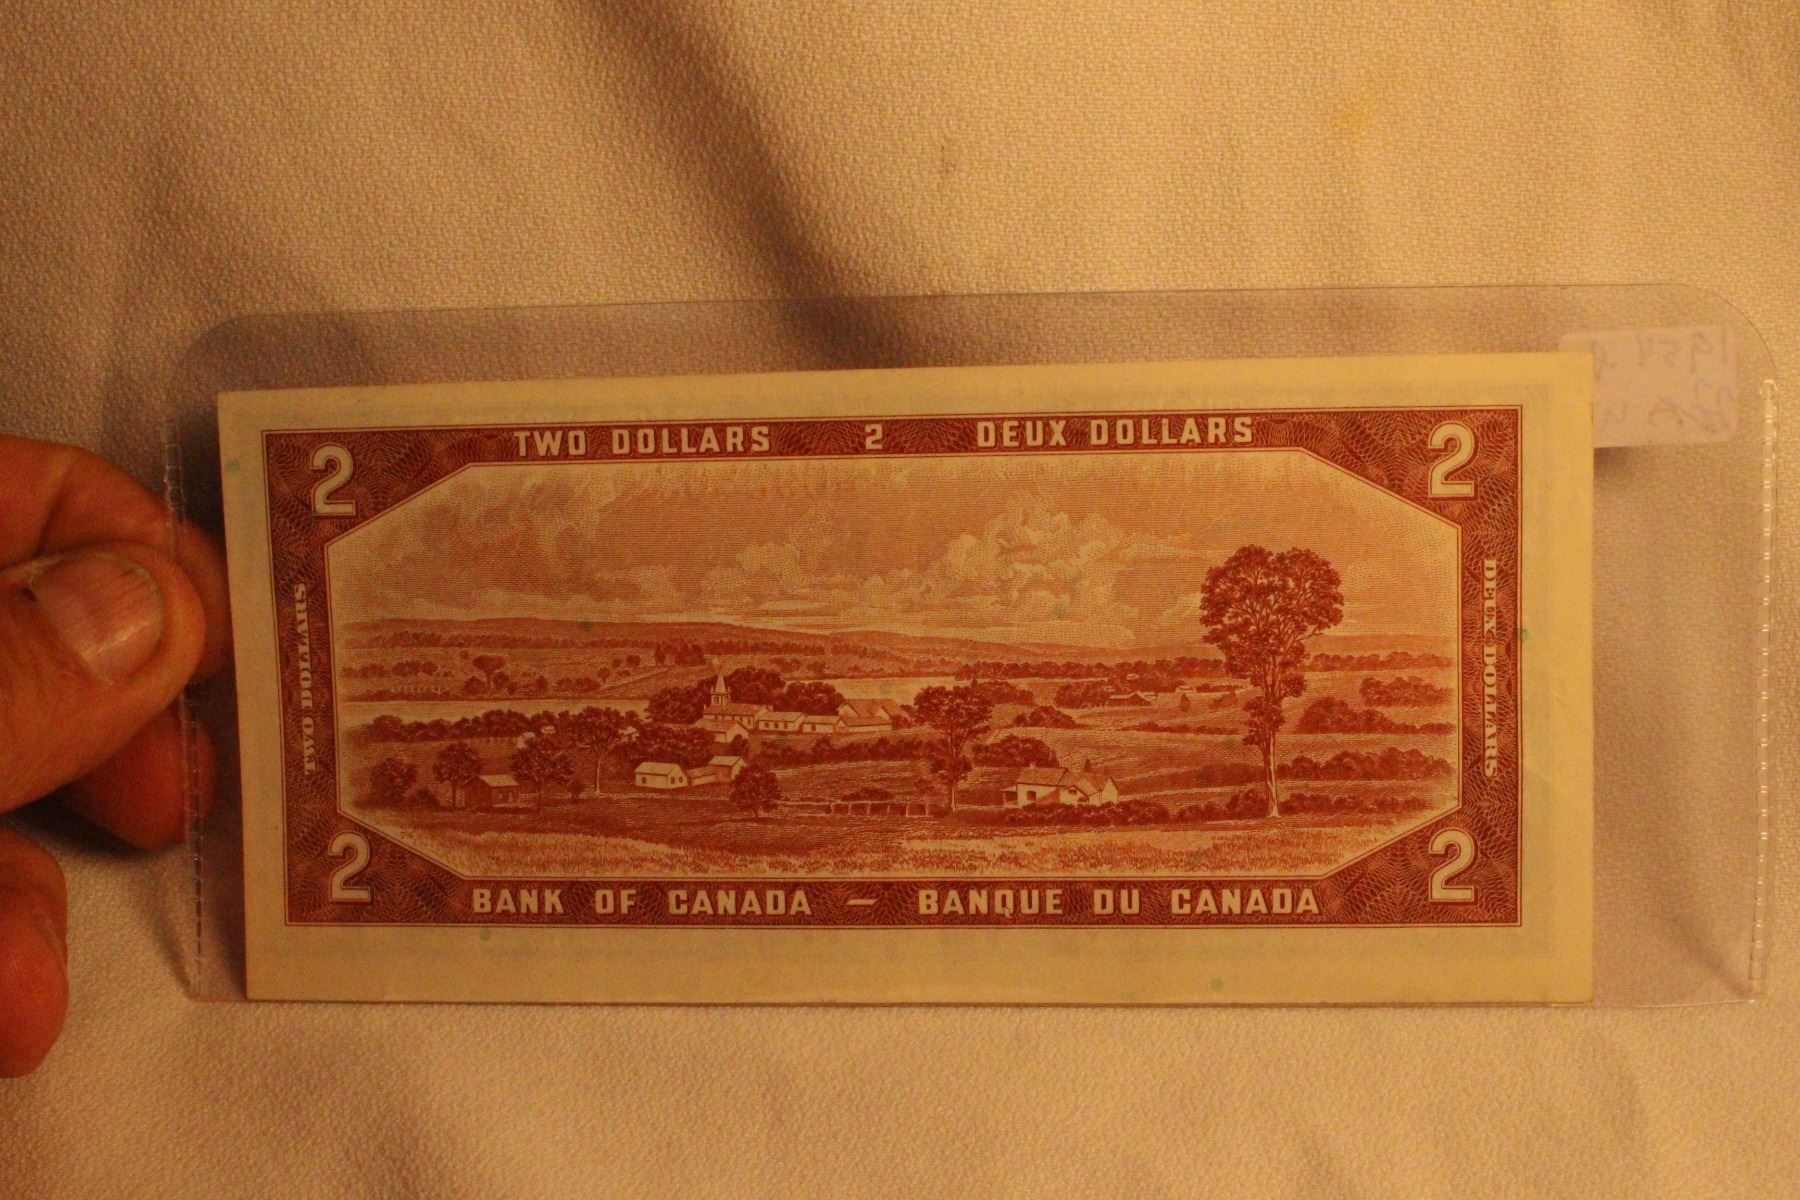 TWO DOLLARS 2 DEUX DOLLARS
2 2
TWO DOLLARS
DEUX DOLLARS
2 2
BANK OF CANADA — BANQUE DU CANADA